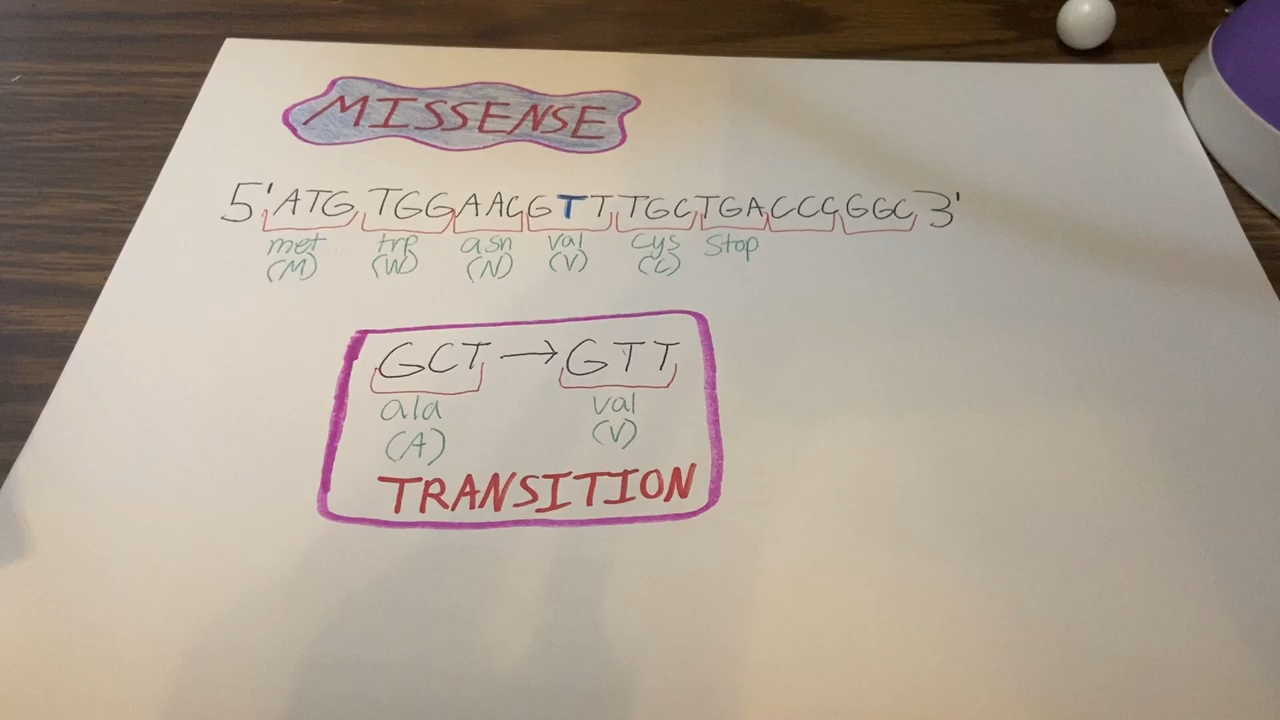 MISSENSE
5' ATG TGG AAC GTT TGC TGA CCC GGC 3'
met trp asn val cys stop
(M) (W) (N) (V) (C)
GCT → GTT
ala val
(A) (V)
TRANSITION